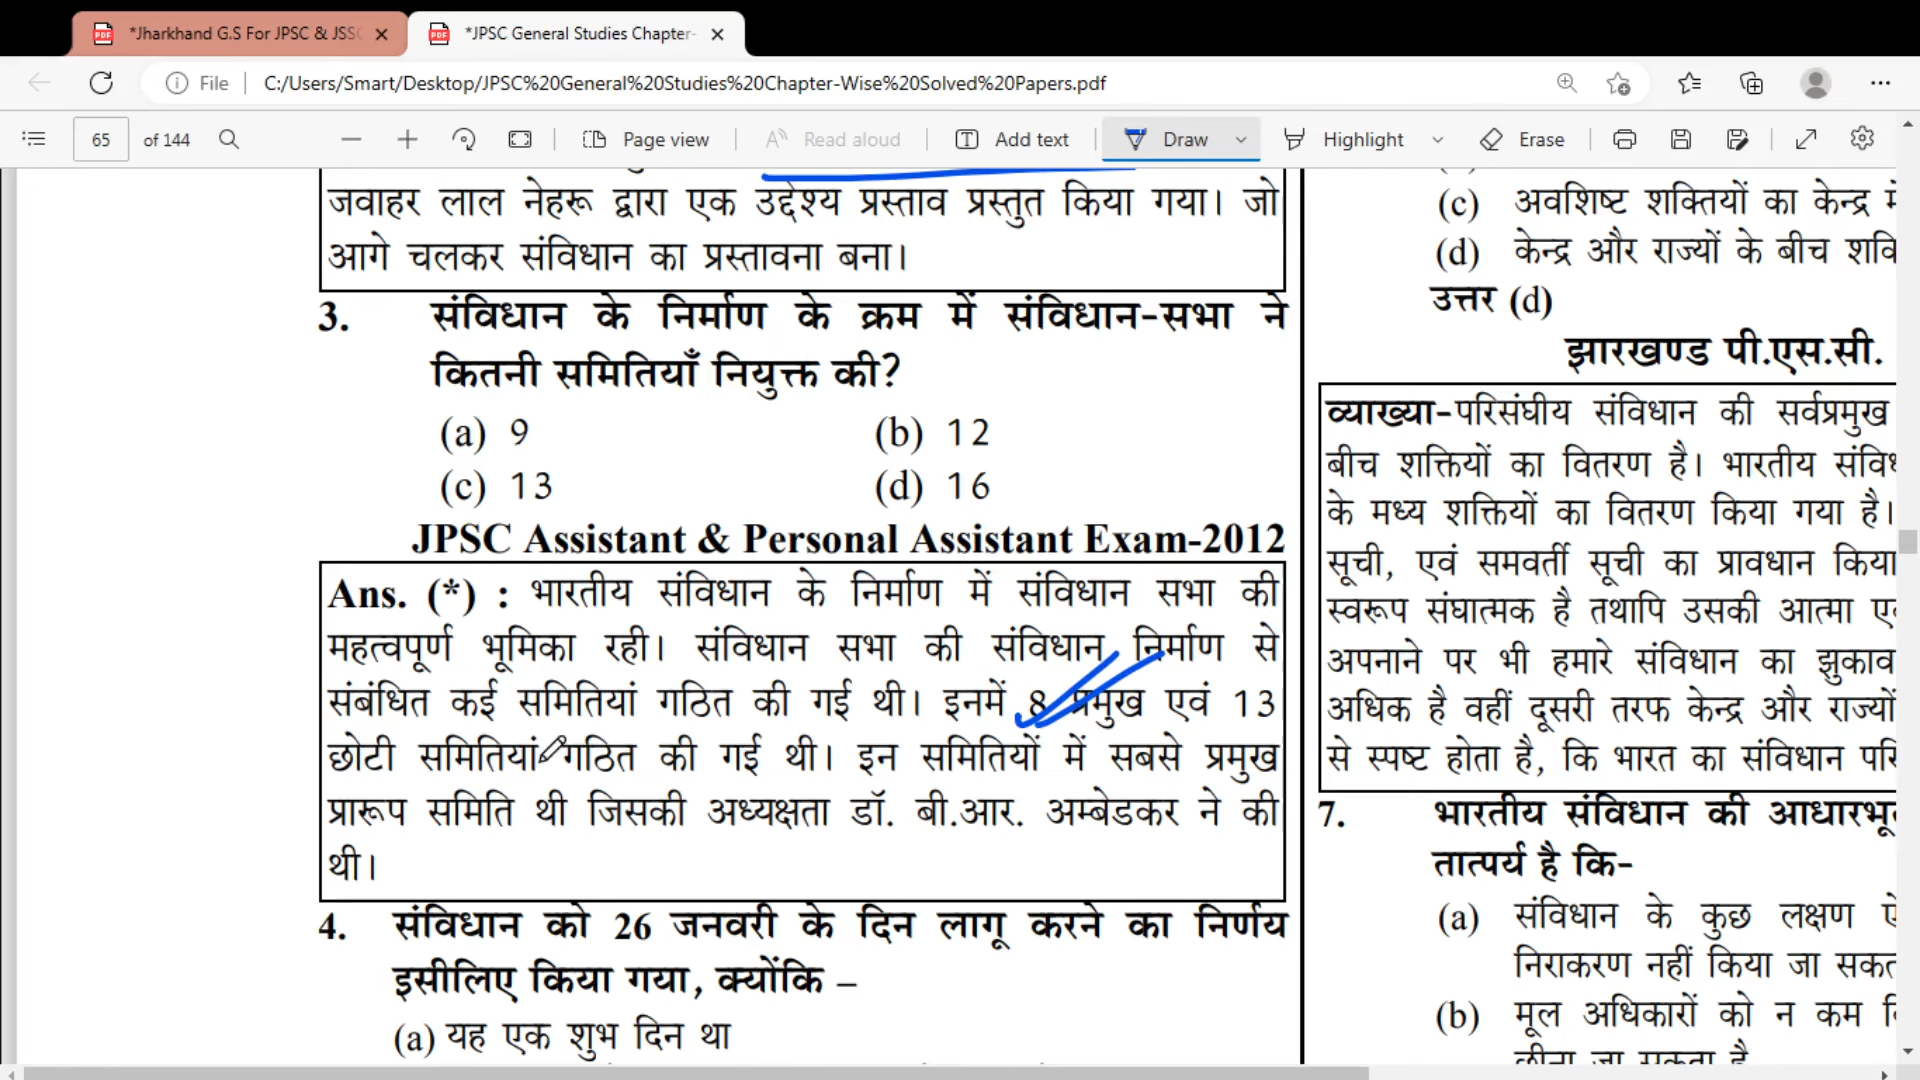 *Jharkhand G.S For JPSC & JSSC
*JPSC General Studies Chapter-
File
C:/Users/Smart/Desktop/JPSC%20General%20Studies%20Chapter-Wise%20Solved%20Papers.pdf
65 of 144
Page view
Read aloud
Add text
Draw
Highlight
Erase
जवाहर लाल नेहरू द्वारा एक उद्देश्य प्रस्ताव प्रस्तुत किया गया। जो
आगे चलकर संविधान का प्रस्तावना बना।
3. संविधान के निर्माण के क्रम में संविधान-सभा ने
कितनी समितियाँ नियुक्त की?
(a) 9 (b) 12
(c) 13 (d) 16
JPSC Assistant & Personal Assistant Exam-2012
Ans. (*) : भारतीय संविधान के निर्माण में संविधान सभा की
महत्वपूर्ण भूमिका रही। संविधान सभा की संविधान निर्माण से
संबंधित कई समितियां गठित की गई थी। इनमें 8 प्रमुख एवं 13
छोटी समितियां गठित की गई थी। इन समितियों में सबसे प्रमुख
प्रारूप समिति थी जिसकी अध्यक्षता डॉ. बी.आर. अम्बेडकर ने की
थी।
4. संविधान को 26 जनवरी के दिन लागू करने का निर्णय
इसीलिए किया गया, क्योंकि –
(a) यह एक शुभ दिन था
(c) अवशिष्ट शक्तियों का केन्द्र
(d) केन्द्र और राज्यों के बीच
उत्तर (d)
झारखण्ड पी.एस.सी.
व्याख्या-परिसंघीय संविधान की सर्वप्रमुख
बीच शक्तियों का वितरण है। भारतीय
के मध्य शक्तियों का वितरण किया गया है।
सूची, एवं समवर्ती सूची का प्रावधान किया
स्वरूप संघात्मक है तथापि उसकी आत्मा
अपनाने पर भी हमारे संविधान का झुकाव
अधिक है वहीं दूसरी तरफ केन्द्र और राज्यों
से स्पष्ट होता है, कि भारत का संविधान
7. भारतीय संविधान की
तात्पर्य है कि-
(a) संविधान के कुछ लक्षण
निराकरण नहीं किया जा
(b) मूल अधिकारों को न कम